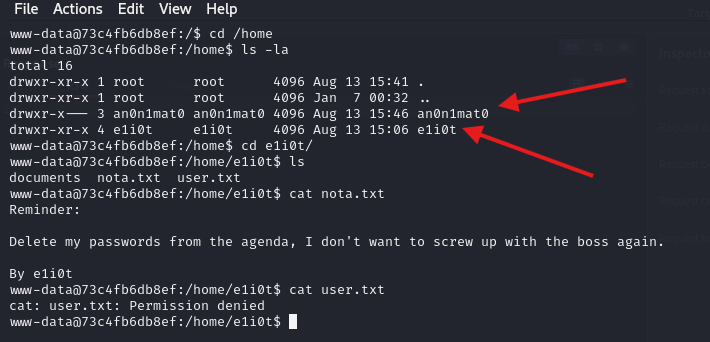 File Actions Edit View Help
www-data@73c4fb6db8ef:/$ cd /home
www-data@73c4fb6db8ef:/home$ ls -la
total 16
drwxr-xr-x 1 root     root     4096 Aug 13 15:41 .
drwxr-xr-x 1 root     root     4096 Jan  7 00:32 ..
drwxr-x--- 3 an0n1mat0 an0n1mat0 4096 Aug 13 15:46 an0n1mat0
drwxr-xr-x 4 e1i0t    e1i0t    4096 Aug 13 15:06 e1i0t
www-data@73c4fb6db8ef:/home$ cd e1i0t/
www-data@73c4fb6db8ef:/home/e1i0t$ ls
documents  nota.txt  user.txt
www-data@73c4fb6db8ef:/home/e1i0t$ cat nota.txt
Reminder:
Delete my passwords from the agenda, I don't want to screw up with the boss again.
By e1i0t
www-data@73c4fb6db8ef:/home/e1i0t$ cat user.txt
cat: user.txt: Permission denied
www-data@73c4fb6db8ef:/home/e1i0t$